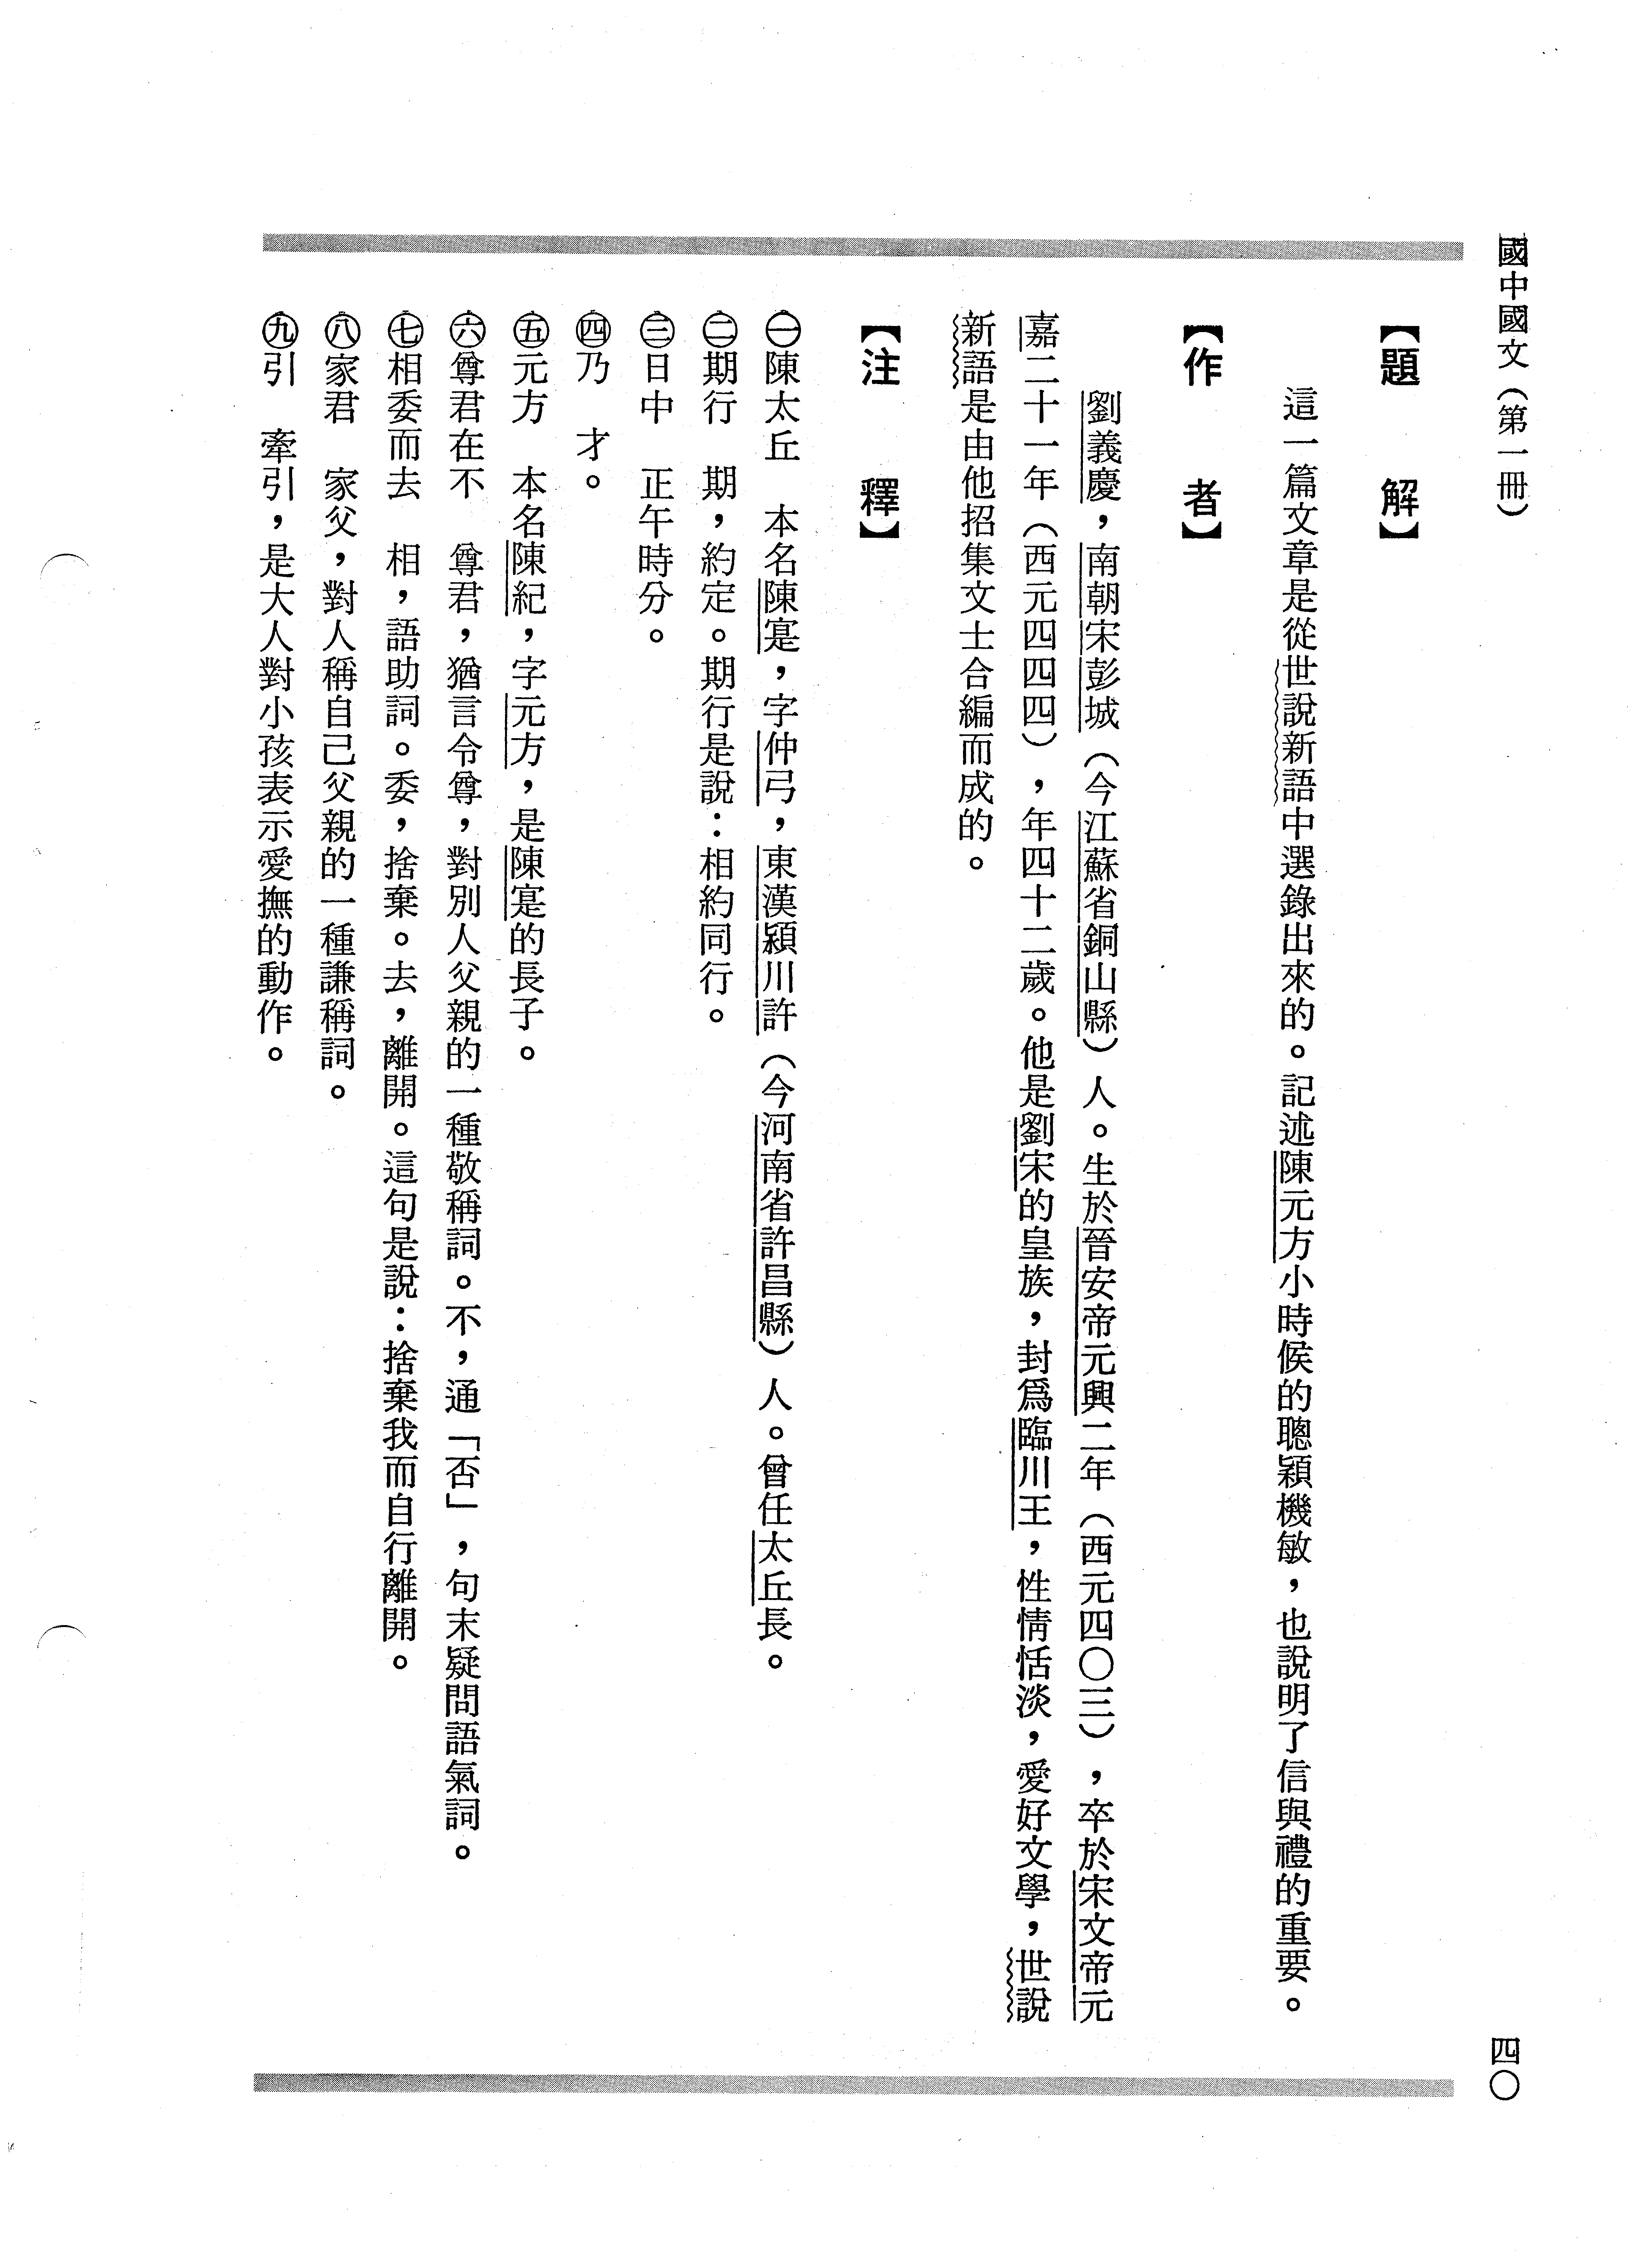 國中國文（第一冊）
四〇
【題　解】
這一篇文章是從世說新語中選錄出來的。記述陳元方小時候的聰穎機敏，也說明了信與禮的重要。
【作　者】
劉義慶，南朝宋彭城（今江蘇省銅山縣）人。生於晉安帝元興二年（西元四〇三），卒於宋文帝元
嘉二十一年（西元四四四），年四十二歲。他是劉宋的皇族，封爲臨川王，性情恬淡，愛好文學，世說
新語是由他招集文士合編而成的。
【注　釋】
㊀陳太丘　本名陳寔，字仲弓，東漢潁川許（今河南省許昌縣）人。曾任太丘長。
㊁期行　期，約定。期行是說：相約同行。
㊂日中　正午時分。
㊃乃　才。
㊄元方　本名陳紀，字元方，是陳寔的長子。
㊅尊君在不　尊君，猶言令尊，對別人父親的一種敬稱詞。不，通「否」，句末疑問語氣詞。
㊆相委而去　相，語助詞。委，捨棄。去，離開。這句是說：捨棄我而自行離開。
㊇家君　家父，對人稱自己父親的一種謙稱詞。
㊈引　牽引，是大人對小孩表示愛撫的動作。